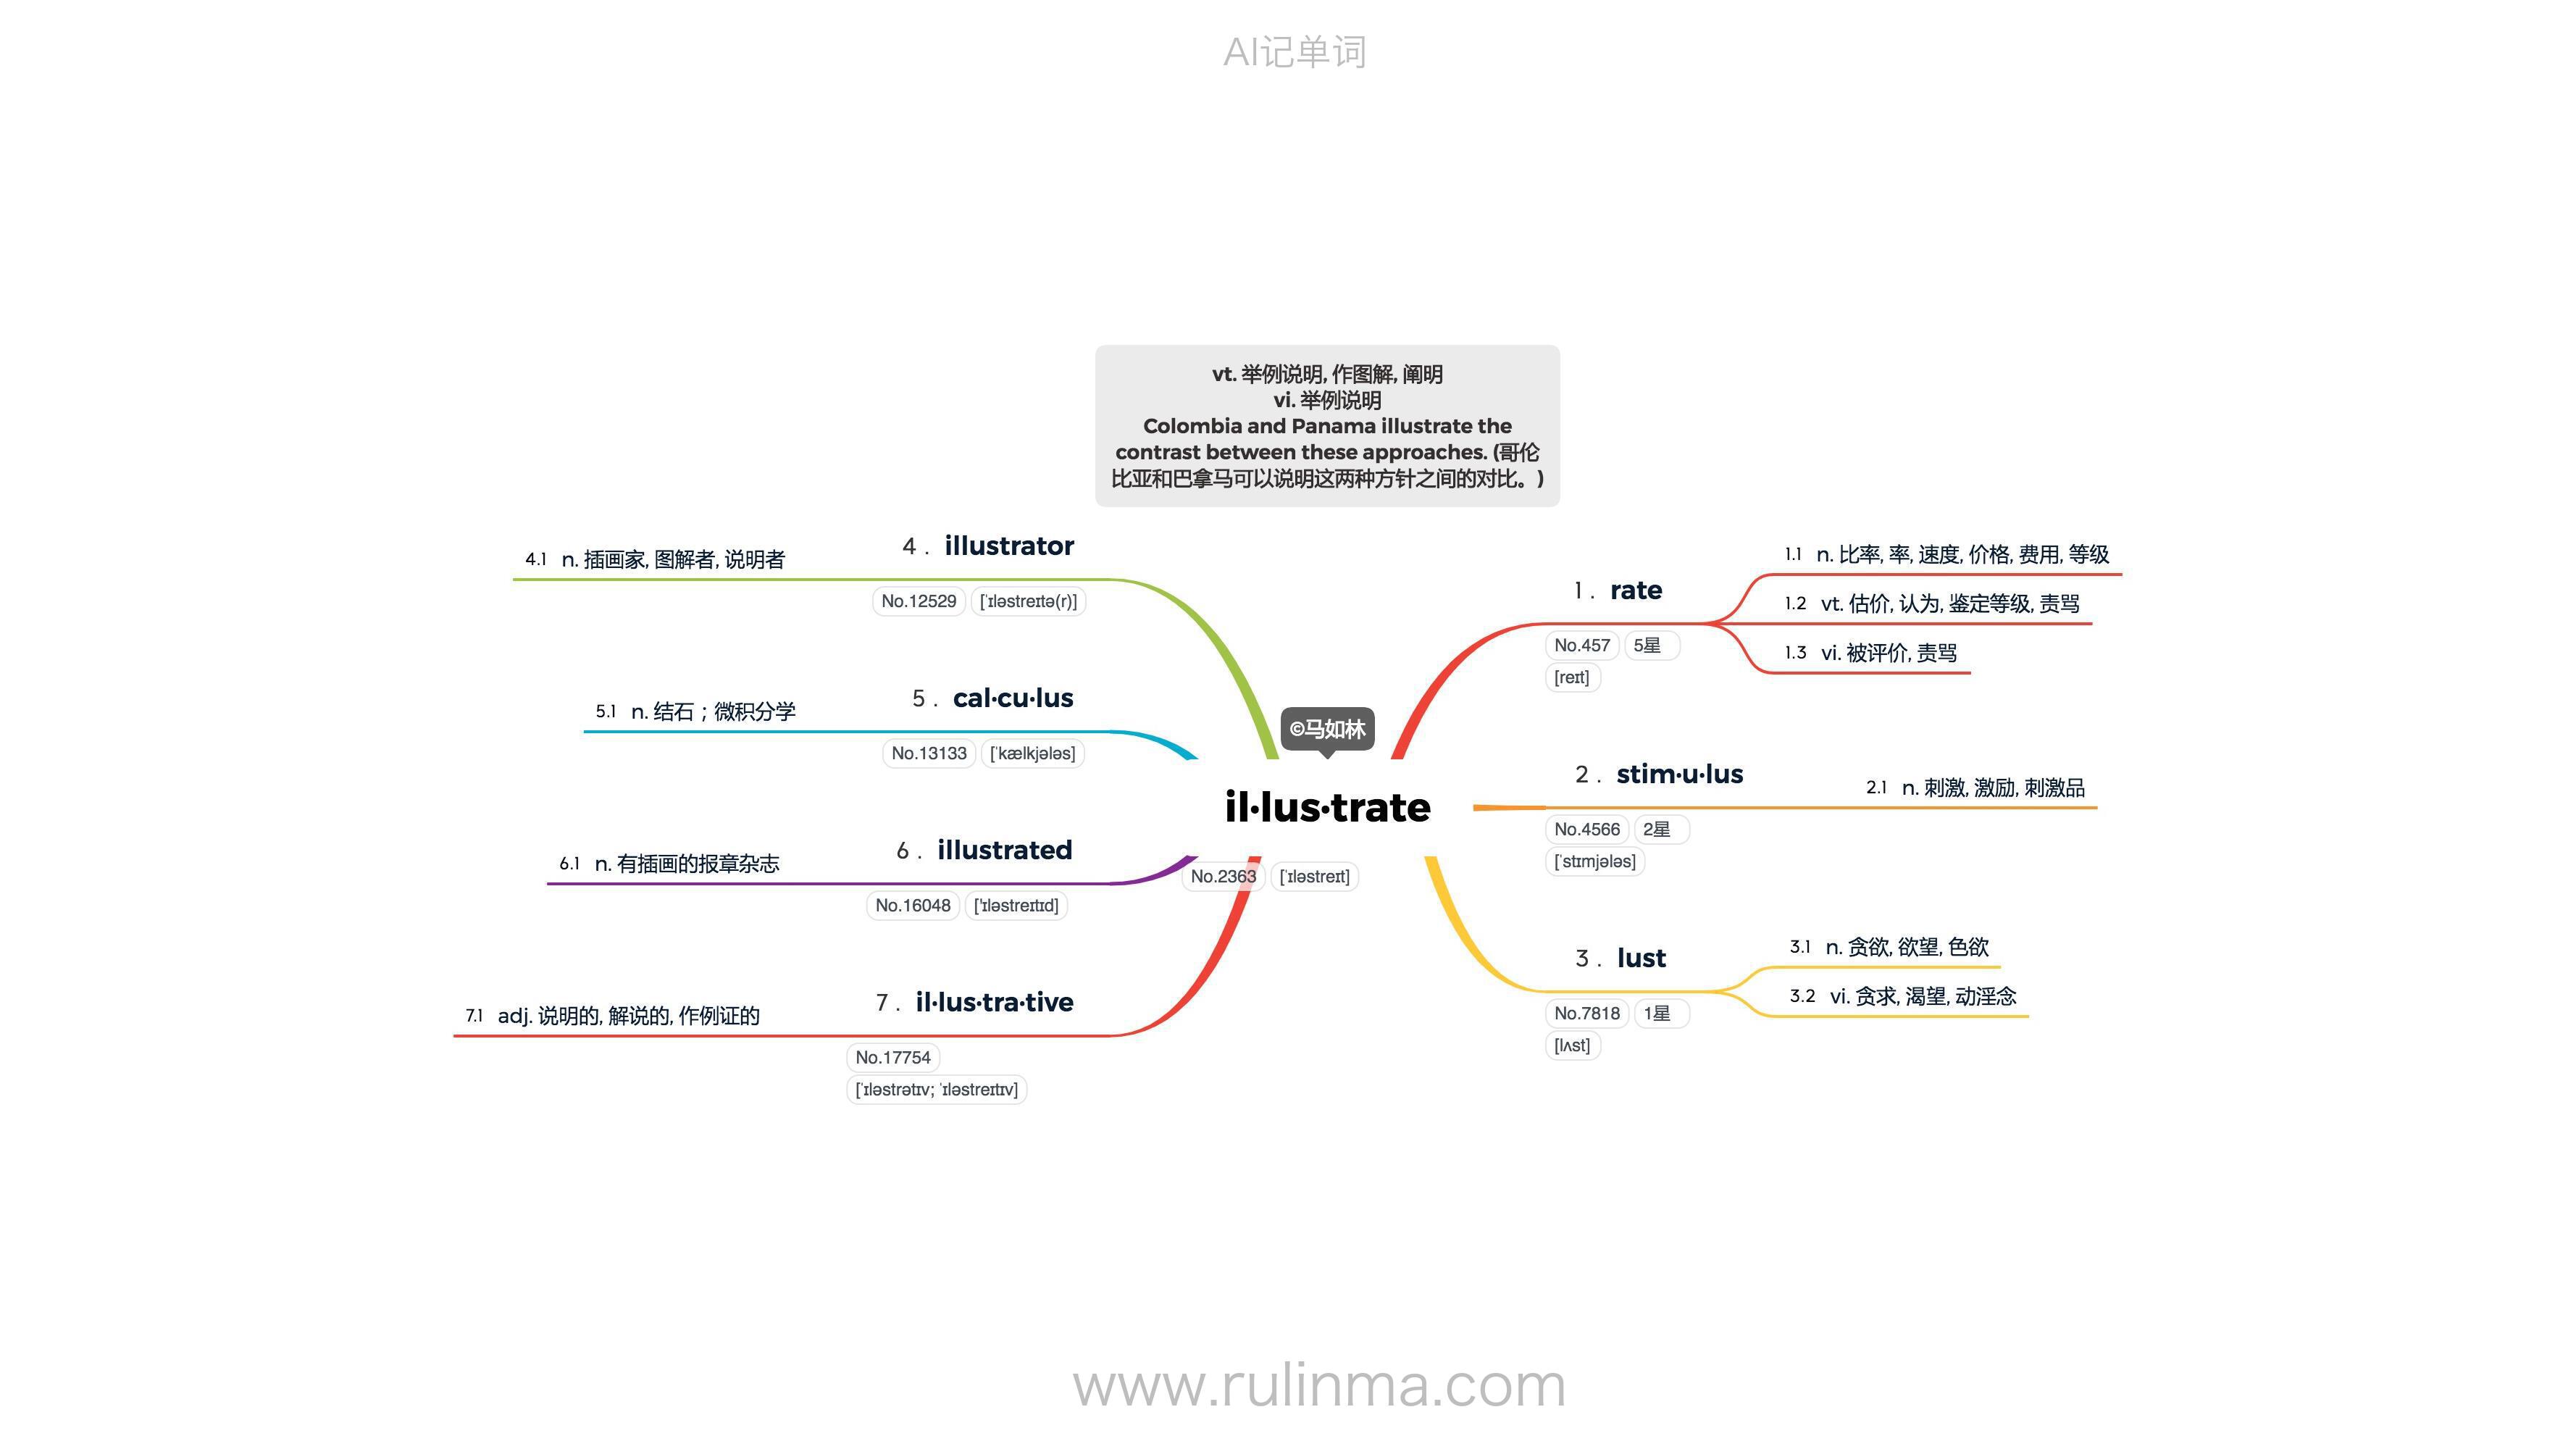 AI记单词
vt. 举例说明, 作图解, 阐明
vi. 举例说明
Colombia and Panama illustrate the
contrast between these approaches. (哥伦
比亚和巴拿马可以说明这两种方针之间的对比。)
©马如林
il·lus·trate
No.2363 [ˈɪləstreɪt]
1. rate
No.457 5星
[reɪt]
1.1 n. 比率, 率, 速度, 价格, 费用, 等级
1.2 vt. 估价, 认为, 鉴定等级, 责骂
1.3 vi. 被评价, 责骂
2. stim·u·lus
No.4566 2星
[ˈstɪmjələs]
2.1 n. 刺激, 激励, 刺激品
3. lust
No.7818 1星
[lʌst]
3.1 n. 贪欲, 欲望, 色欲
3.2 vi. 贪求, 渴望, 动淫念
4. illustrator
No.12529 [ˈɪləstreɪtə(r)]
4.1 n. 插画家, 图解者, 说明者
5. cal·cu·lus
No.13133 [ˈkælkjələs]
5.1 n. 结石；微积分学
6. illustrated
No.16048 [ˈɪləstreɪtɪd]
6.1 n. 有插画的报章杂志
7. il·lus·tra·tive
No.17754
[ˈɪləstrətɪv; ˈɪləstreɪtɪv]
7.1 adj. 说明的, 解说的, 作例证的
www.rulinma.com